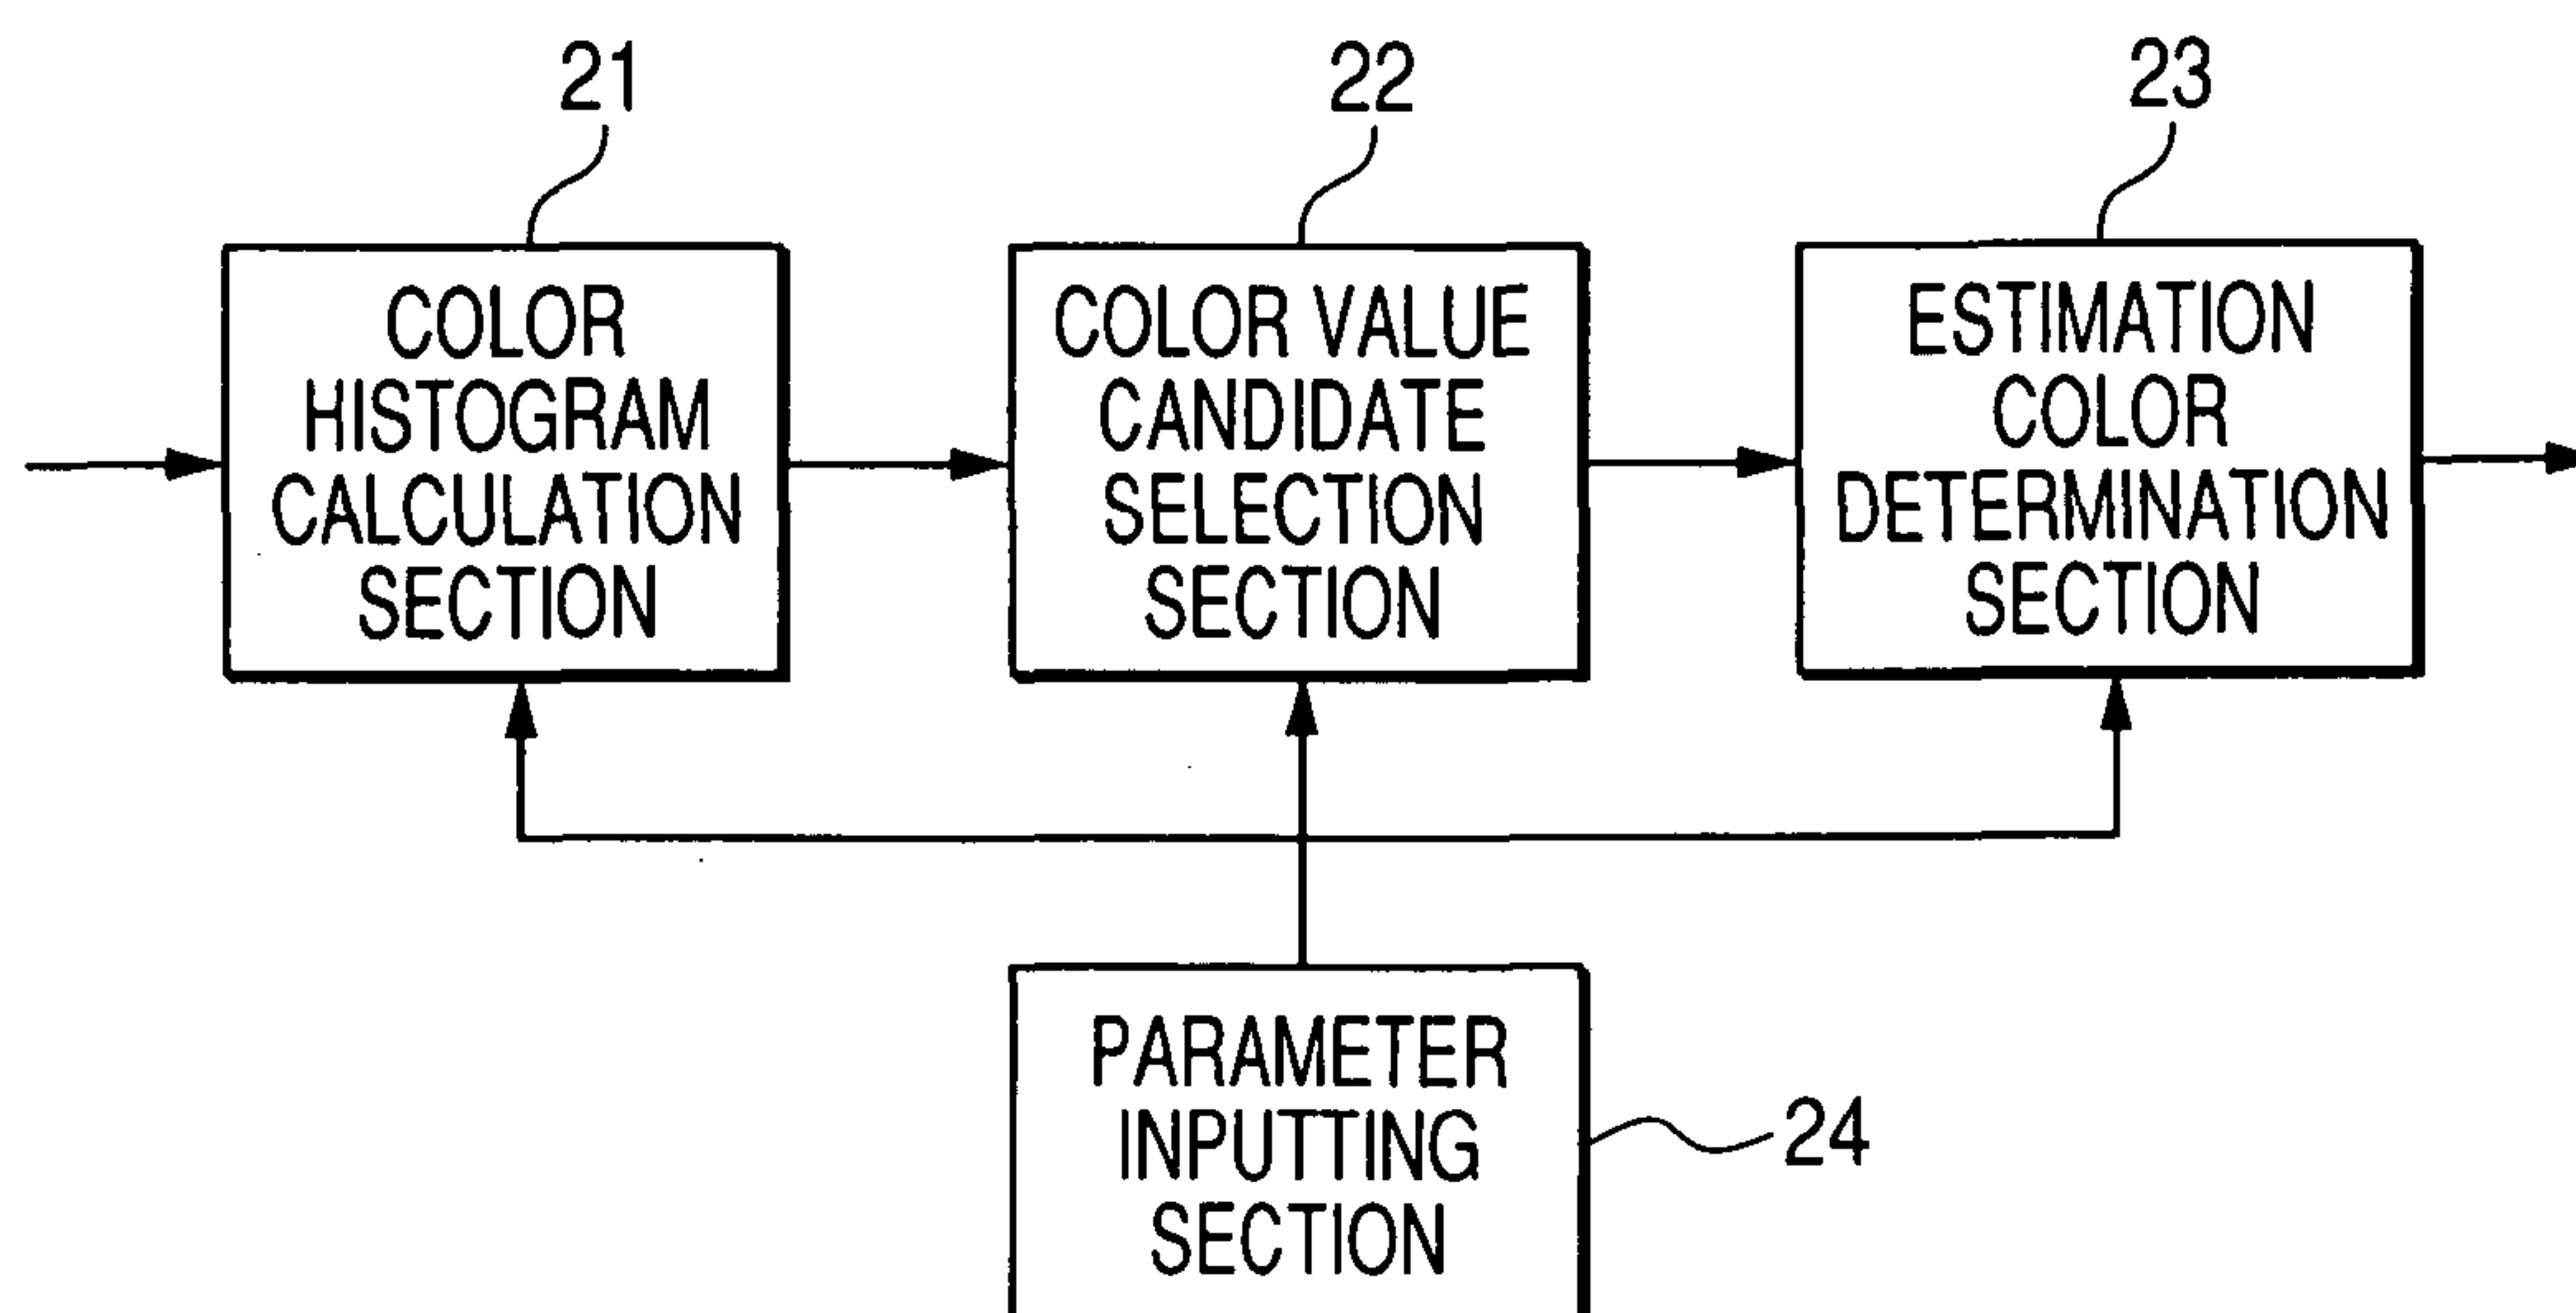 21
22
23
COLOR
HISTOGRAM
CALCULATION
SECTION
COLOR VALUE
CANDIDATE
SELECTION
SECTION
ESTIMATION
COLOR
DETERMINATION
SECTION
PARAMETER
INPUTTING
SECTION
24